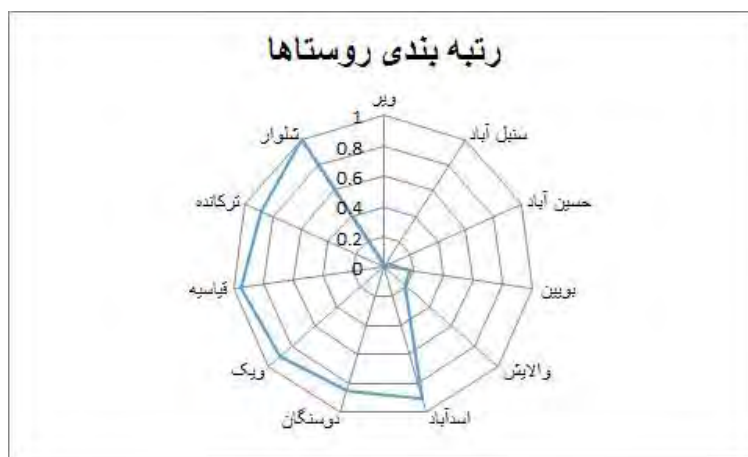 رتبه بندی روستاها
ویر
سنبل آباد
حسین آباد
بویین
والایش
اسدآباد
دوسنگان
ویک
قیاسیه
ترکانده
شلوار
1
0.8
0.6
0.4
0.2
0